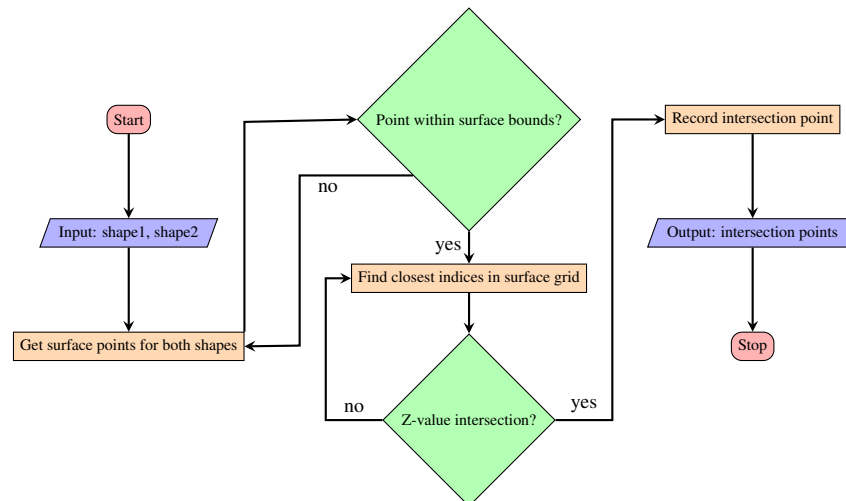 Start
Input: shape1, shape2
Get surface points for both shapes
Point within surface bounds?
no
yes
Find closest indices in surface grid
Z-value intersection?
no
yes
Record intersection point
Output: intersection points
Stop